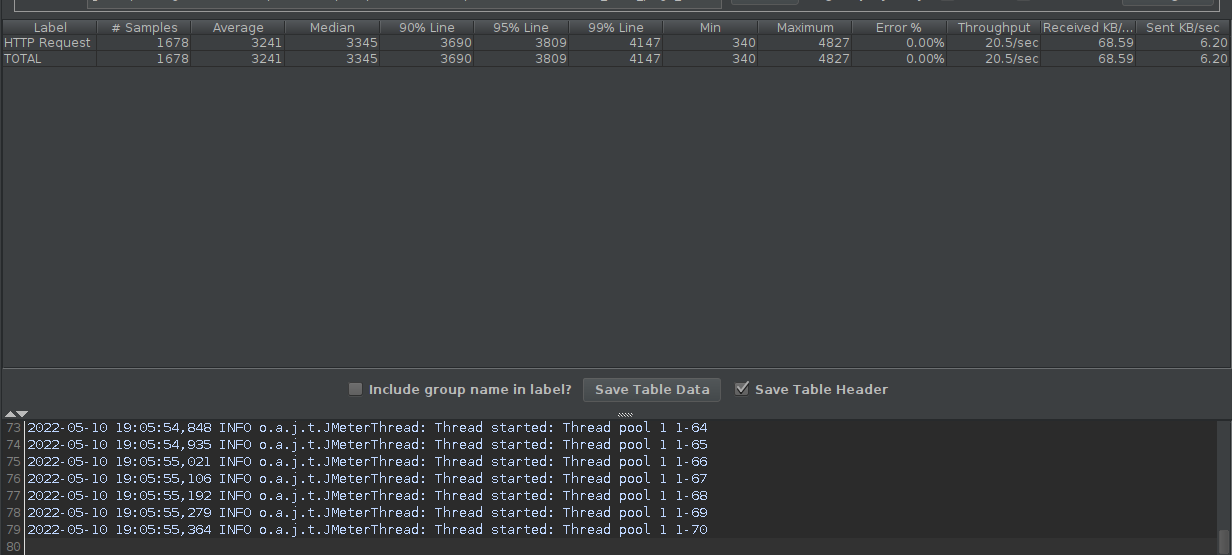 Label # Samples Average Median 90% Line 95% Line 99% Line Min Maximum Error % Throughput Received KB/... Sent KB/sec
HTTP Request 1678 3241 3345 3690 3809 4147 340 4827 0.00% 20.5/sec 68.59 6.20
TOTAL 1678 3241 3345 3690 3809 4147 340 4827 0.00% 20.5/sec 68.59 6.20
Include group name in label? Save Table Data Save Table Header
73 2022-05-10 19:05:54,848 INFO o.a.j.t.JMeterThread: Thread started: Thread pool 1 1-64
74 2022-05-10 19:05:54,935 INFO o.a.j.t.JMeterThread: Thread started: Thread pool 1 1-65
75 2022-05-10 19:05:55,021 INFO o.a.j.t.JMeterThread: Thread started: Thread pool 1 1-66
76 2022-05-10 19:05:55,106 INFO o.a.j.t.JMeterThread: Thread started: Thread pool 1 1-67
77 2022-05-10 19:05:55,192 INFO o.a.j.t.JMeterThread: Thread started: Thread pool 1 1-68
78 2022-05-10 19:05:55,279 INFO o.a.j.t.JMeterThread: Thread started: Thread pool 1 1-69
79 2022-05-10 19:05:55,364 INFO o.a.j.t.JMeterThread: Thread started: Thread pool 1 1-70
80